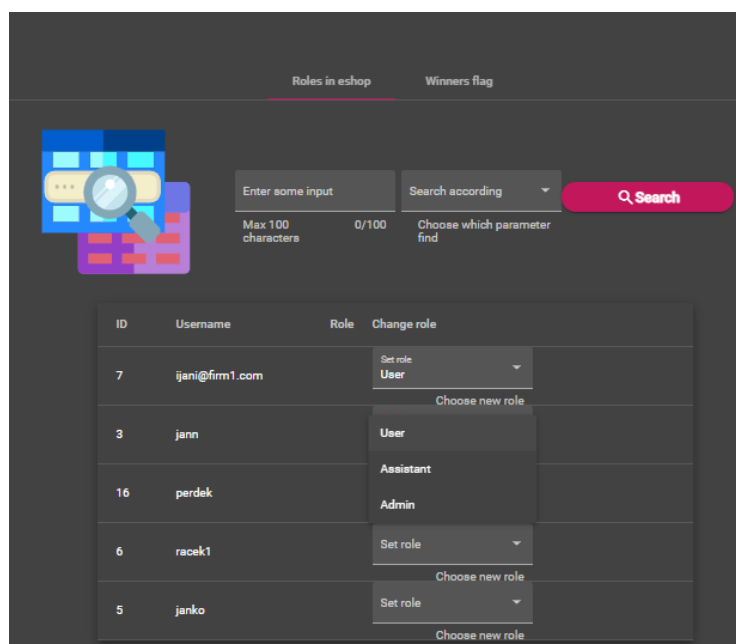 Roles in eshop Winners flag
Enter some input Search according Search
Max 100 characters 0/100 Choose which parameter find
ID Username Role Change role
Set role
7 ijani@firm1.com User
Choose new role
3 jann User
Assistant
16 perdek
Admin
6 racek1 Set role
Choose new role
5 janko Set role
Choose new role